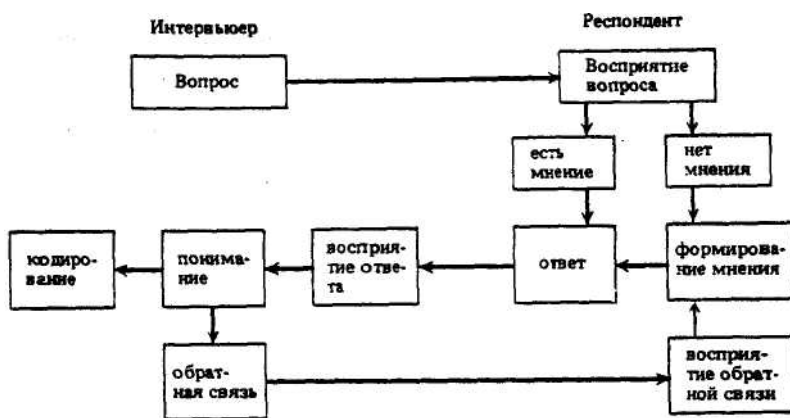 Интервьюер
Респондент
Вопрос
Восприятие
вопроса
есть
мнение
нет
мнения
кодиро-
вание
понима-
ние
восприя-
тие отве-
та
ответ
формирова-
ние мнения
обрат-
ная связь
восприя-
тие обрат-
ной связи